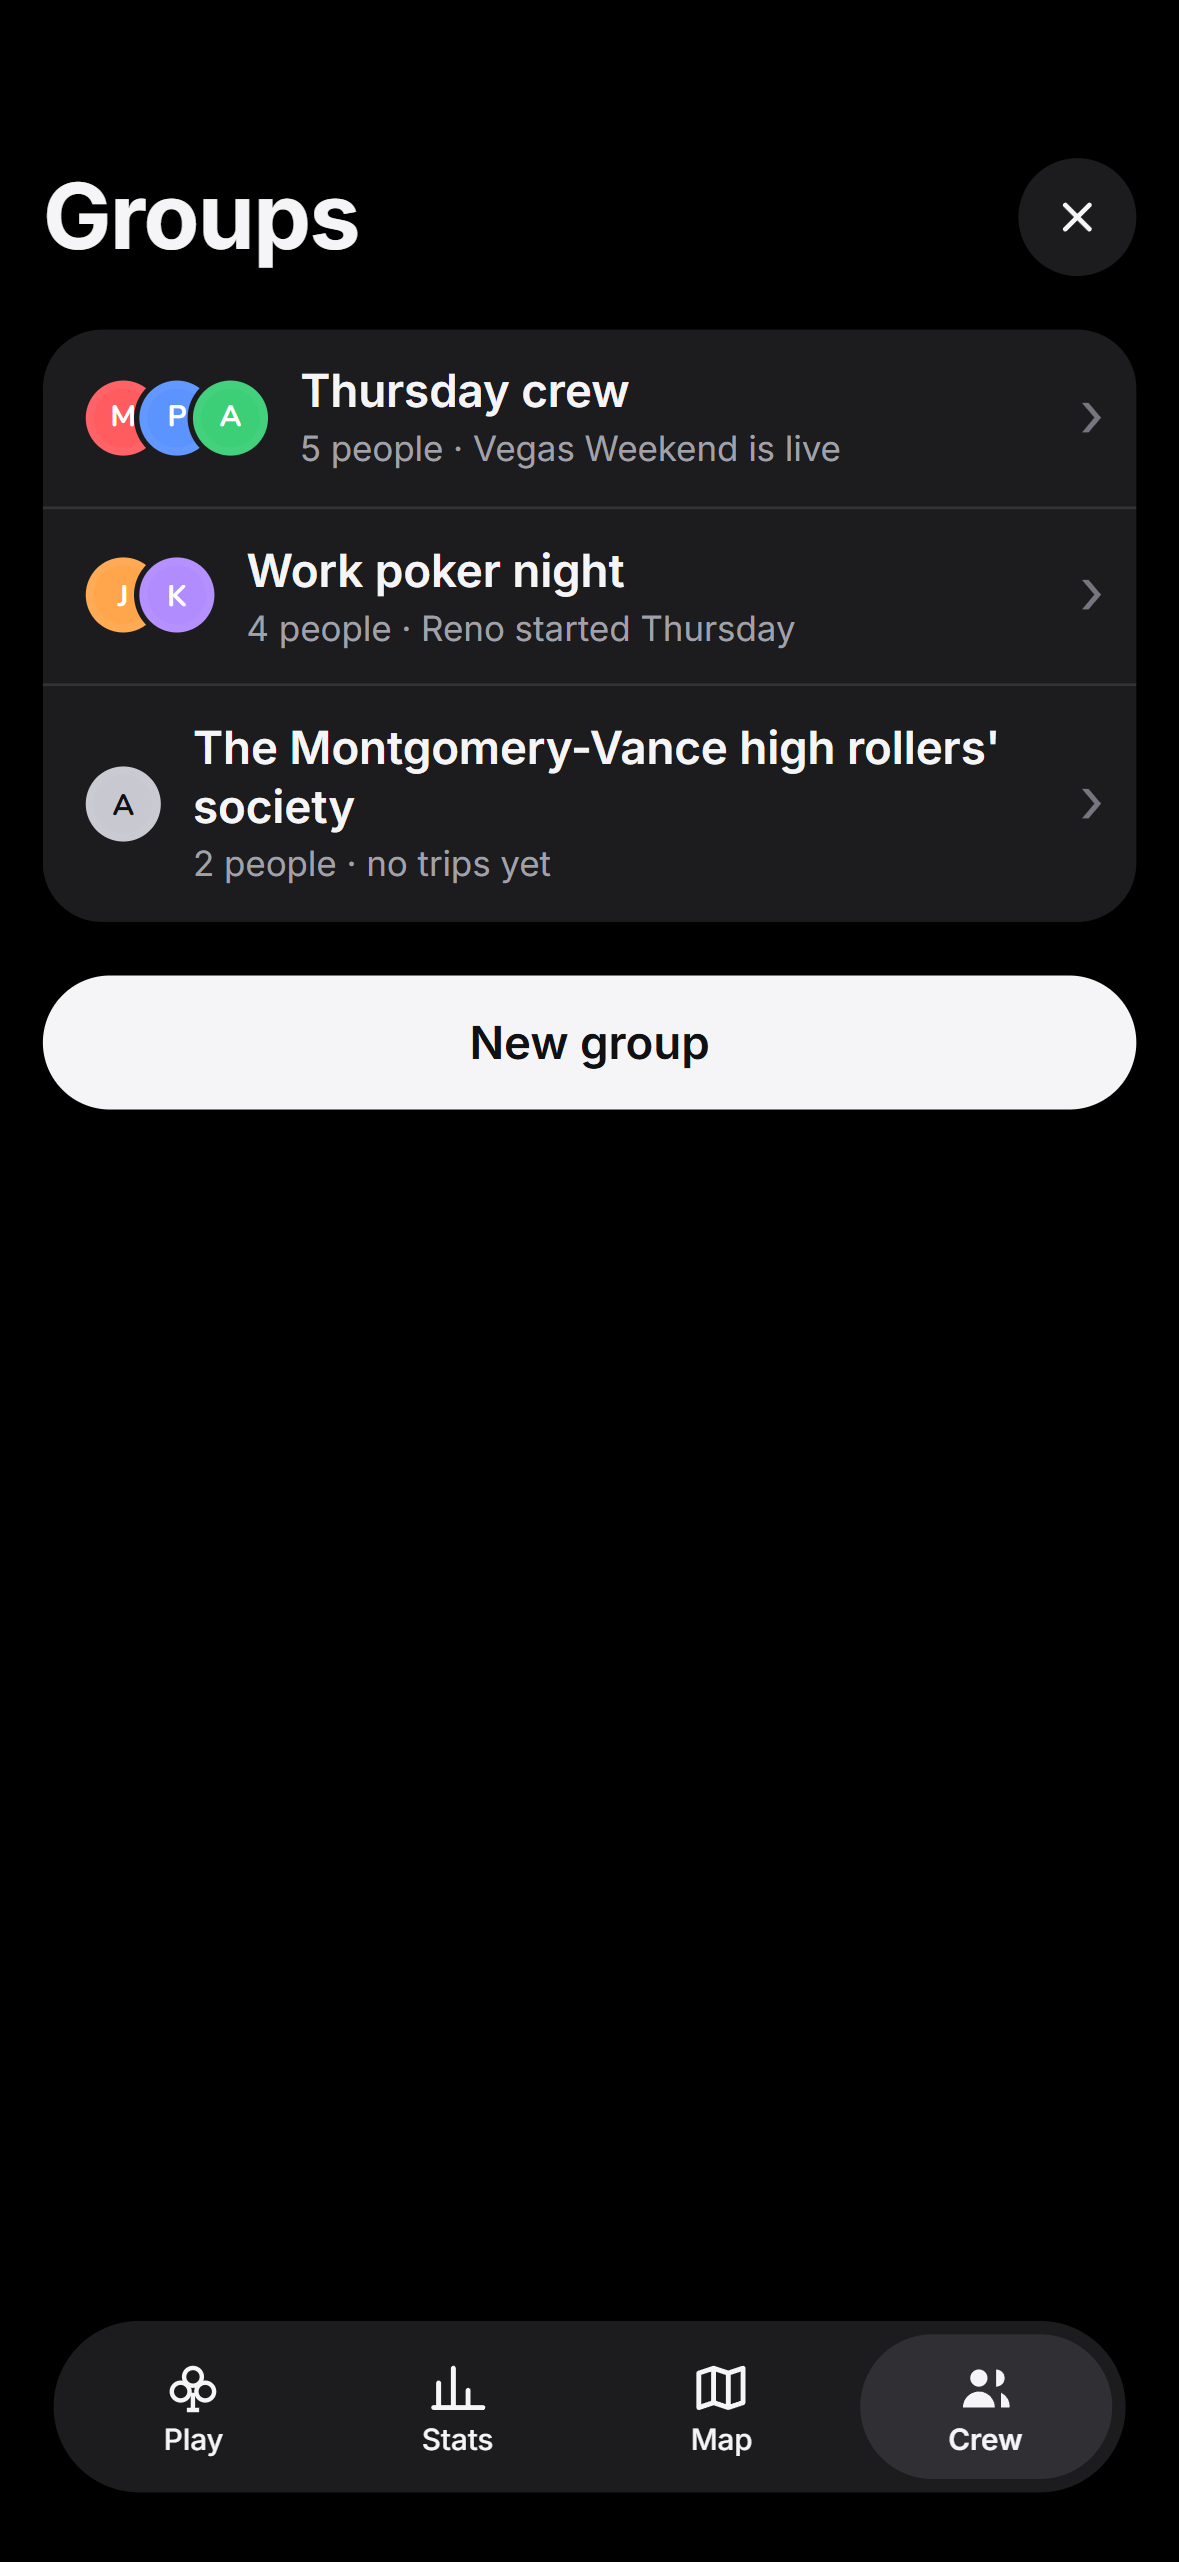 Groups
M P A
Thursday crew
5 people · Vegas Weekend is live
J K
Work poker night
4 people · Reno started Thursday
A
The Montgomery-Vance high rollers'
society
2 people · no trips yet
New group
Play Stats Map Crew